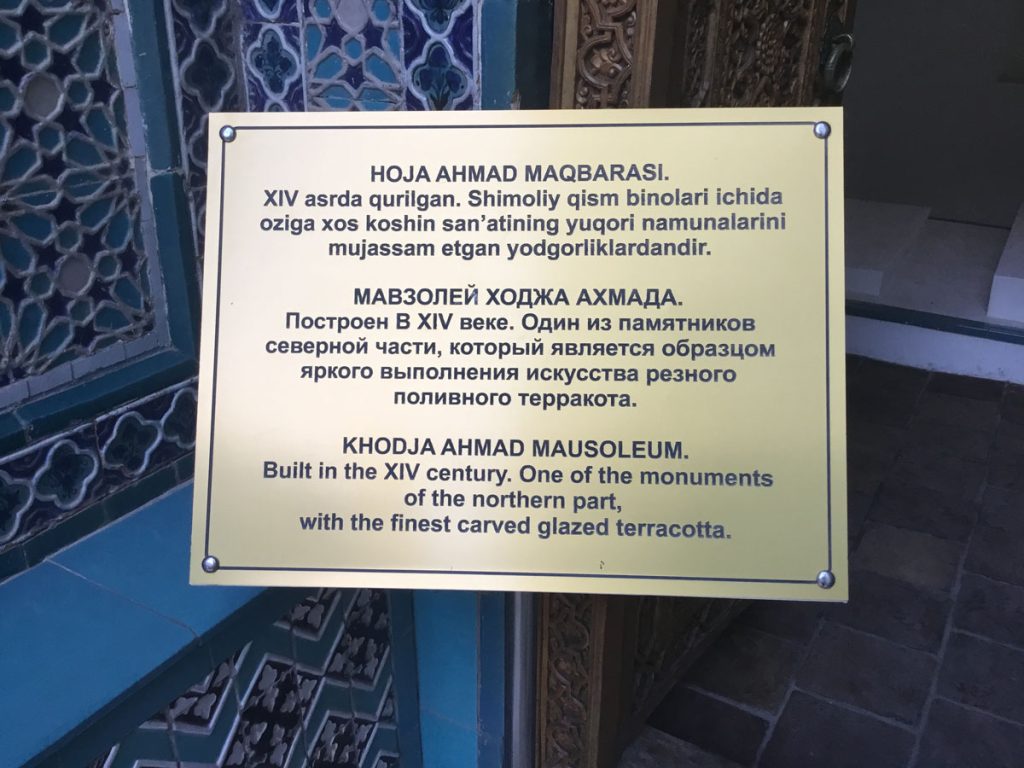 HOJA AHMAD MAQBARASI.
XIV asrda qurilgan. Shimoliy qism binolari ichida
oziga xos koshin san’atining yuqori namunalarini
mujassam etgan yodgorliklardandir.
МАВЗОЛЕЙ ХОДЖА АХМАДА.
Построен В XIV веке. Один из памятников
северной части, который является образцом
яркого выполнения искусства резного
поливного терракота.
KHODJA AHMAD MAUSOLEUM.
Built in the XIV century. One of the monuments
of the northern part,
with the finest carved glazed terracotta.